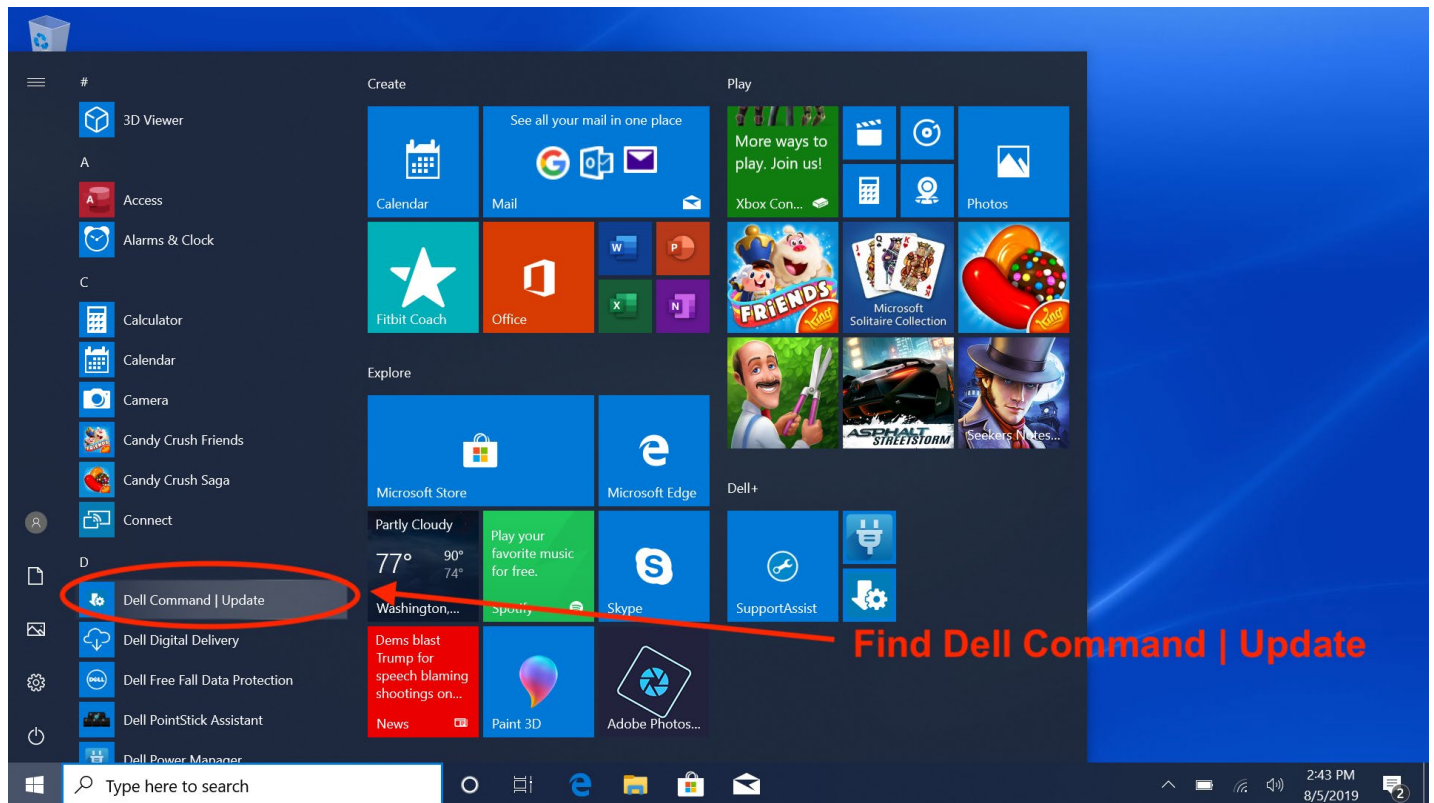 #
3D Viewer
A
Access
Alarms & Clock
C
Calculator
Calendar
Camera
Candy Crush Friends
Candy Crush Saga
Connect
D
Dell Command | Update
Dell Digital Delivery
Dell Free Fall Data Protection
Dell PointStick Assistant
Dell Power Manager
Create
See all your mail in one place
Calendar
Mail
Fitbit Coach
Office
Explore
Microsoft Store
Microsoft Edge
Partly Cloudy
77°
90°
74°
Washington,...
Play your
favorite music
for free.
Spotify
Skype
Dems blast
Trump for
speech blaming
shootings on...
News
Paint 3D
Adobe Photos...
Play
More ways to
play. Join us!
Xbox Con...
Photos
FRIENDS
King
Microsoft
Solitaire Collection
King
ASPHALT
STREETSTORM
Seekers Notes...
Dell+
SupportAssist
Find Dell Command | Update
Type here to search
2:43 PM
8/5/2019
2